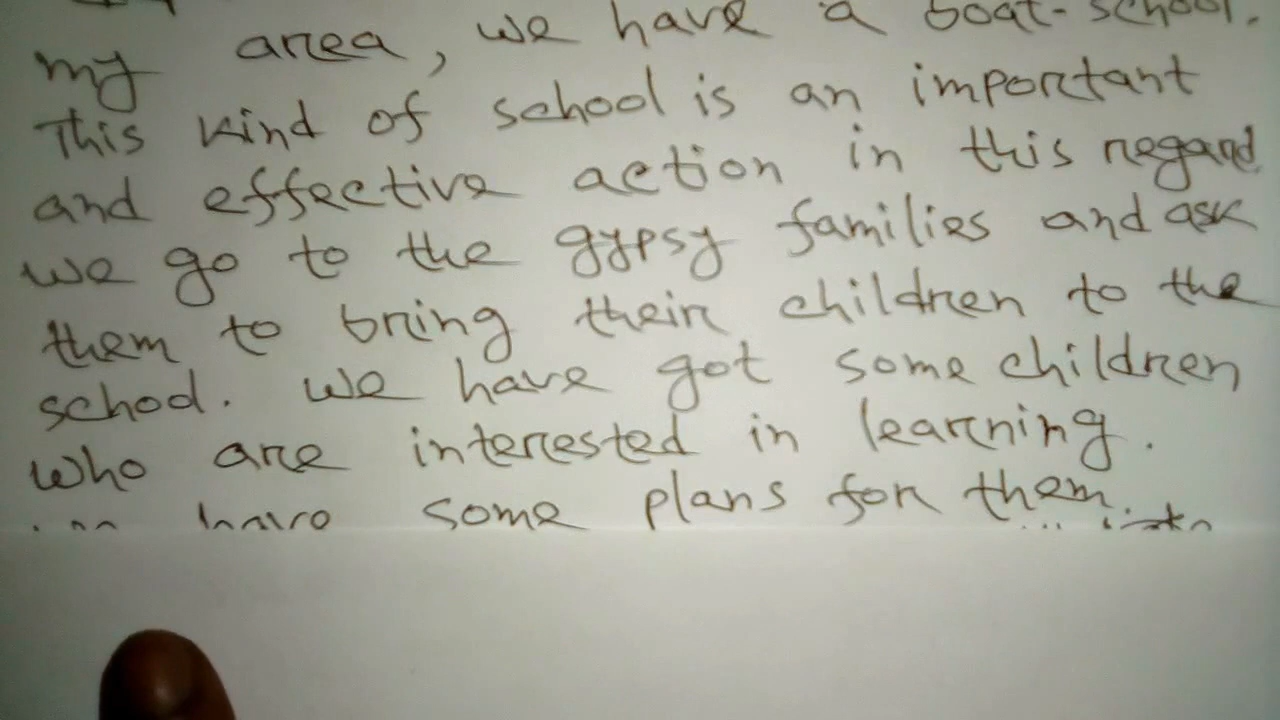 my area, we have a boat-school.
This kind of school is an important
and effective action in this regard.
we go to the gypsy families and ask
them to bring their children to the
school. We have got some children
who are interested in learning.
have some plans for them.